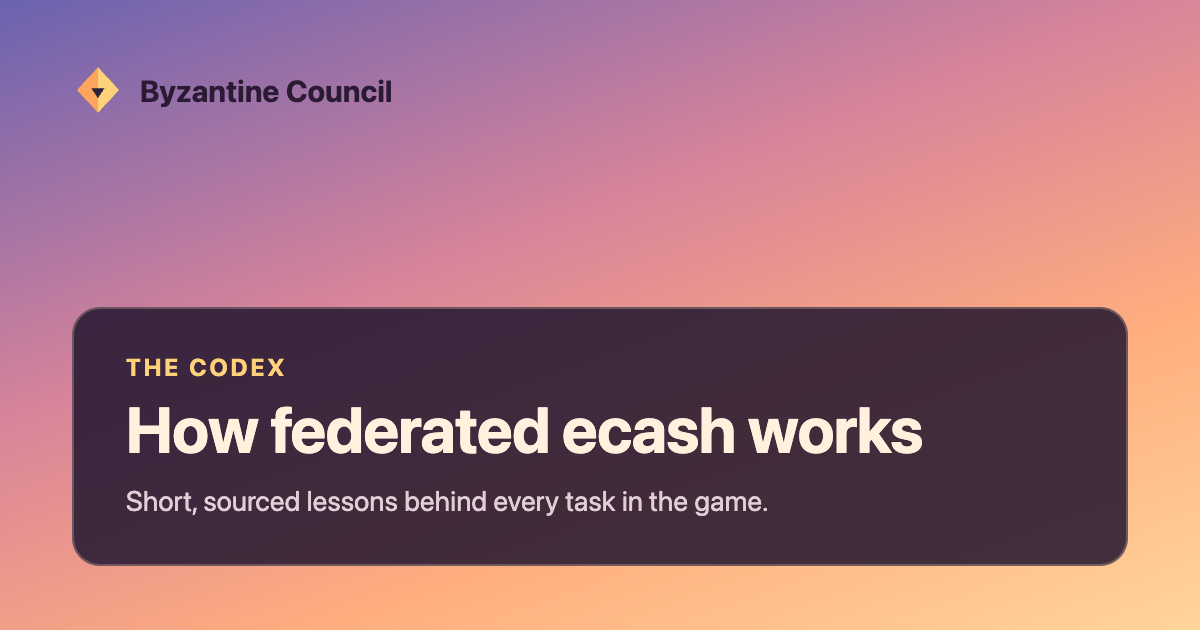 Byzantine Council
THE CODEX
How federated ecash works
Short, sourced lessons behind every task in the game.